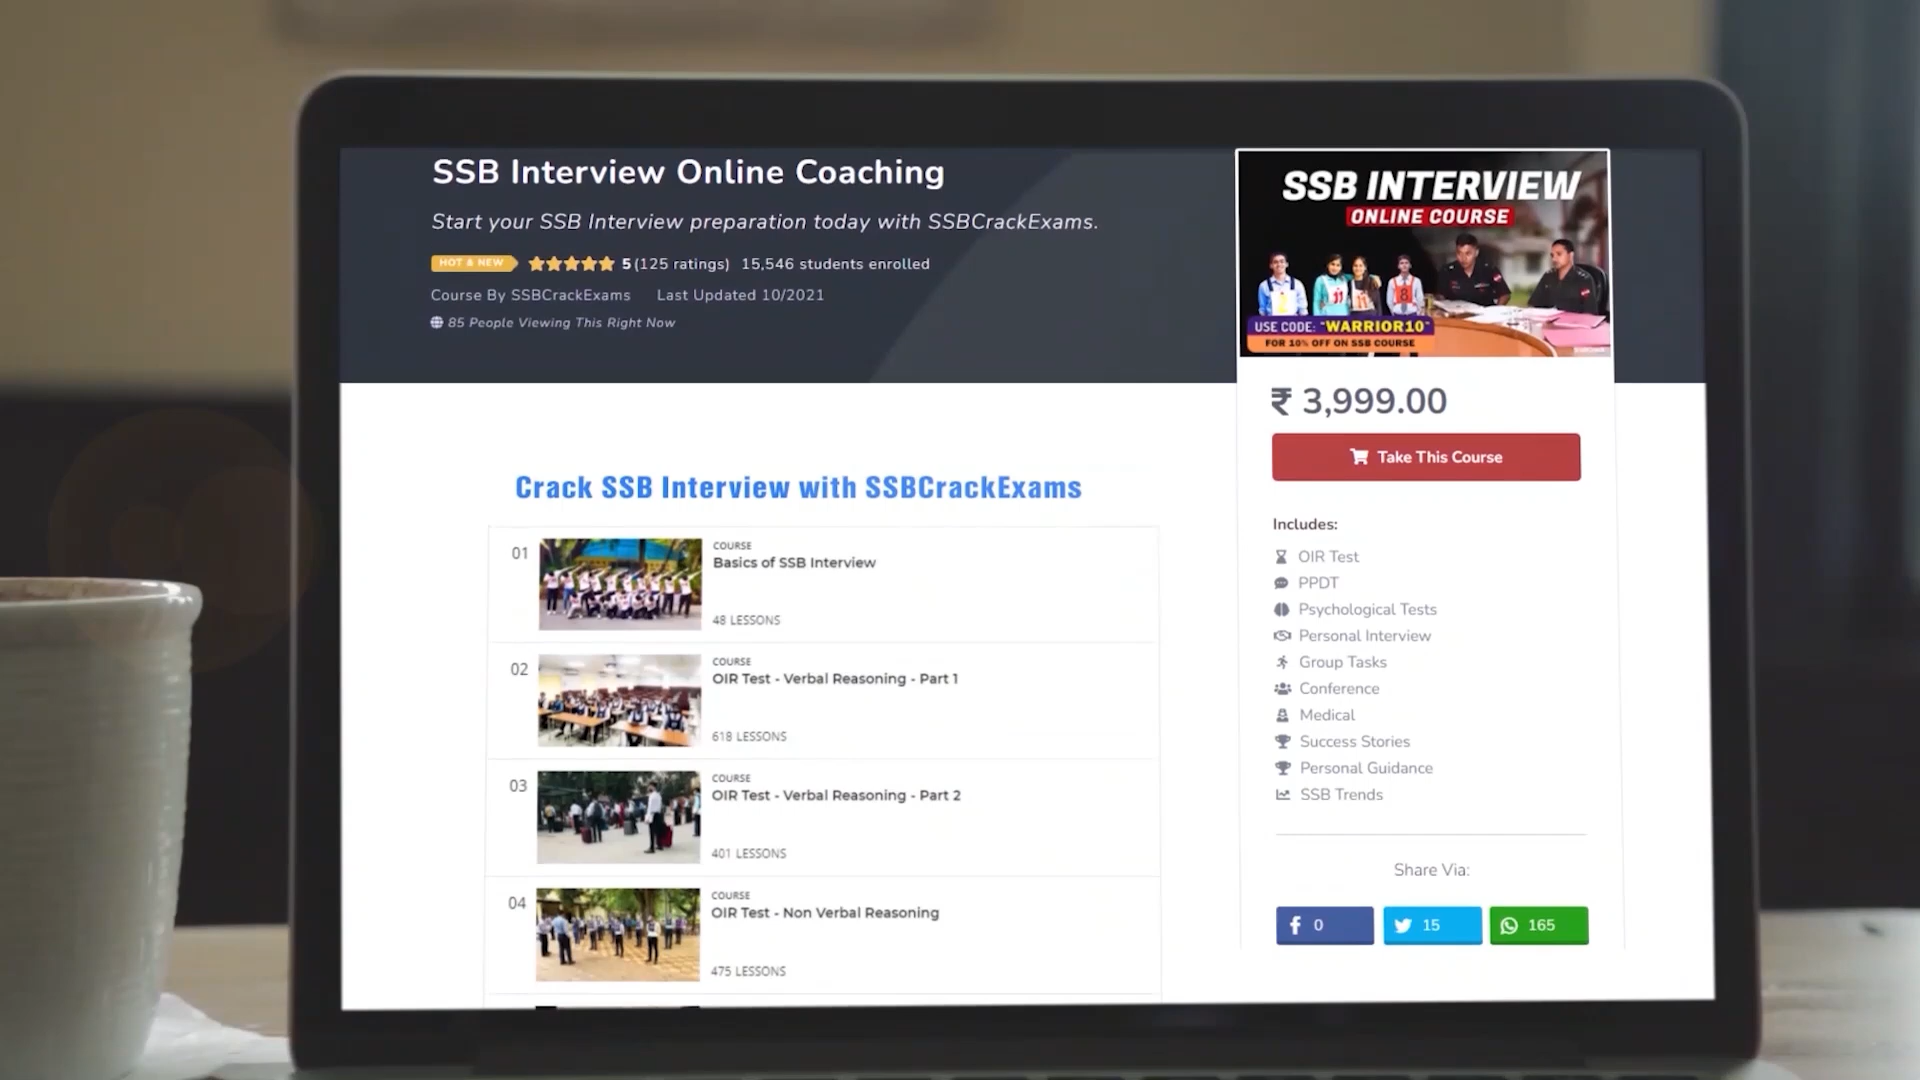 SSB Interview Online Coaching
Start your SSB Interview preparation today with SSBCrackExams.
HOT & NEW 5 (125 ratings) 15,546 students enrolled
Course By SSBCrackExams Last Updated 10/2021
85 People Viewing This Right Now
Crack SSB Interview with SSBCrackExams
01
COURSE
Basics of SSB Interview
48 LESSONS
02
COURSE
OIR Test - Verbal Reasoning - Part 1
618 LESSONS
03
COURSE
OIR Test - Verbal Reasoning - Part 2
401 LESSONS
04
COURSE
OIR Test - Non Verbal Reasoning
475 LESSONS
SSB INTERVIEW
ONLINE COURSE
11
11
8
USE CODE: "WARRIOR10"
FOR 10% OFF ON SSB COURSE
₹ 3,999.00
Take This Course
Includes:
OIR Test
PPDT
Psychological Tests
Personal Interview
Group Tasks
Conference
Medical
Success Stories
Personal Guidance
SSB Trends
Share Via:
0 15 165